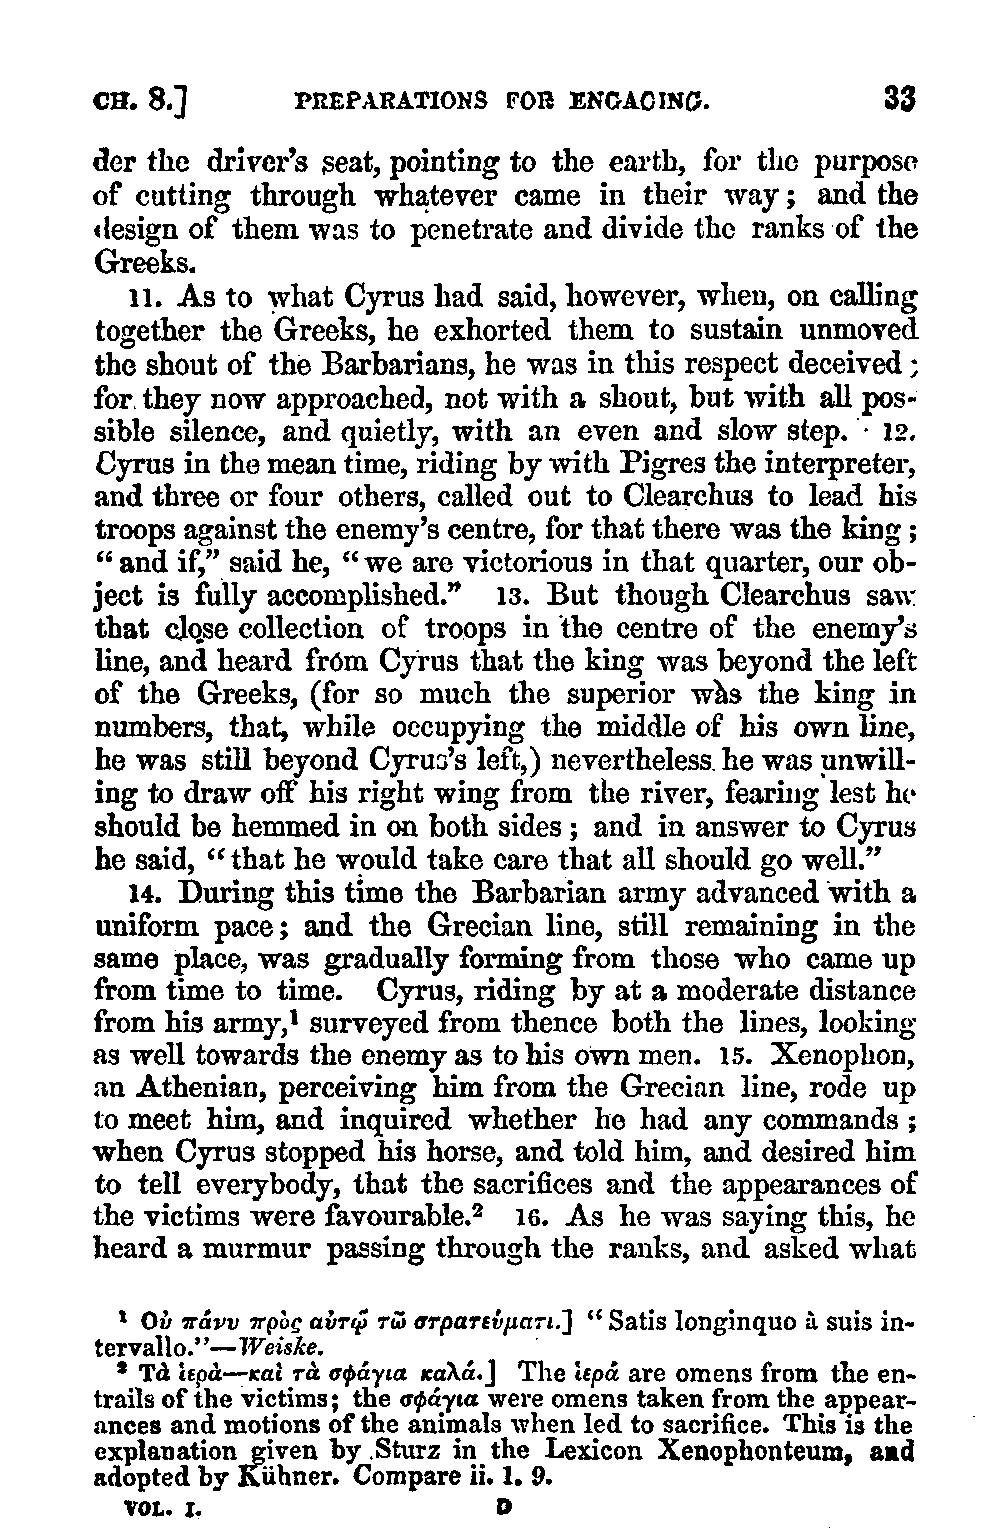 CH. 8.] PREPARATIONS FOR ENGAGING. 33
der the driver's seat, pointing to the earth, for the purpose
of cutting through whatever came in their way; and the
design of them was to penetrate and divide the ranks of the
Greeks.
11. As to what Cyrus had said, however, when, on calling
together the Greeks, he exhorted them to sustain unmoved
the shout of the Barbarians, he was in this respect deceived;
for they now approached, not with a shout, but with all pos-
sible silence, and quietly, with an even and slow step. 12.
Cyrus in the mean time, riding by with Pigres the interpreter,
and three or four others, called out to Clearchus to lead his
troops against the enemy's centre, for that there was the king;
"and if," said he, "we are victorious in that quarter, our ob-
ject is fully accomplished." 13. But though Clearchus saw
that close collection of troops in the centre of the enemy's
line, and heard from Cyrus that the king was beyond the left
of the Greeks, (for so much the superior was the king in
numbers, that, while occupying the middle of his own line,
he was still beyond Cyrus's left,) nevertheless he was unwill-
ing to draw off his right wing from the river, fearing lest he
should be hemmed in on both sides; and in answer to Cyrus
he said, "that he would take care that all should go well."
14. During this time the Barbarian army advanced with a
uniform pace; and the Grecian line, still remaining in the
same place, was gradually forming from those who came up
from time to time. Cyrus, riding by at a moderate distance
from his army,¹ surveyed from thence both the lines, looking
as well towards the enemy as to his own men. 15. Xenophon,
an Athenian, perceiving him from the Grecian line, rode up
to meet him, and inquired whether he had any commands;
when Cyrus stopped his horse, and told him, and desired him
to tell everybody, that the sacrifices and the appearances of
the victims were favourable.² 16. As he was saying this, he
heard a murmur passing through the ranks, and asked what
¹ Οὐ πάνυ πρὸς αὐτῷ τῶ στρατεύματι.] "Satis longinquo à suis in-
tervallo."—Weiske.
² Τὰ ἱερὰ—καὶ τὰ σφάγια καλά.] The ἱερά are omens from the en-
trails of the victims; the σφάγια were omens taken from the appear-
ances and motions of the animals when led to sacrifice. This is the
explanation given by Sturz in the Lexicon Xenophonteum, and
adopted by Kühner. Compare ii. 1. 9.
VOL. I. D